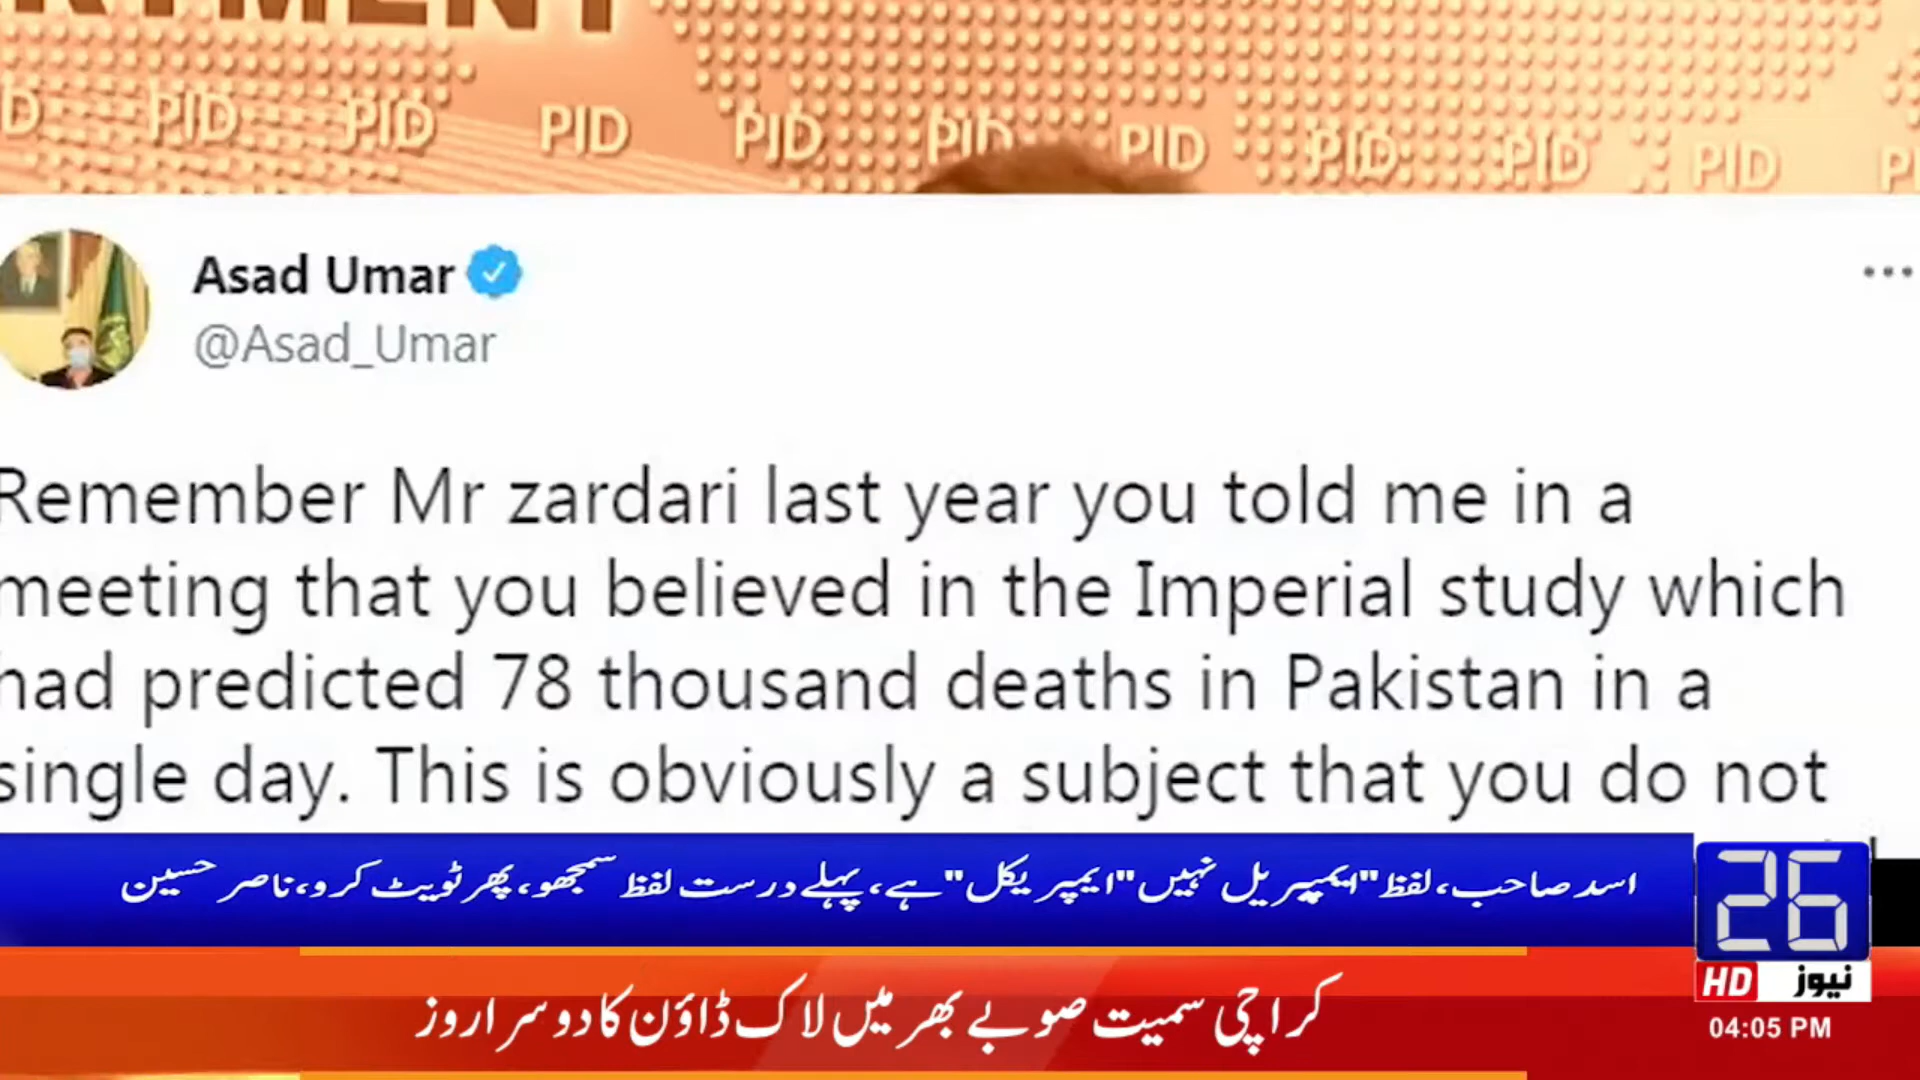 PID PID PID PID PID PID PID PID PID
Asad Umar
@Asad_Umar
Remember Mr zardari last year you told me in a
meeting that you believed in the Imperial study which
had predicted 78 thousand deaths in Pakistan in a
single day. This is obviously a subject that you do not
اسد صاحب، لفظ "ایمپیریل نہیں "ایمپریکل" ہے، پہلے درست لفظ سمجھو، پھر ٹویٹ کرو، ناصر حسین
26
HD نیوز
کراچی سمیت صوبے بھر میں لاک ڈاؤن کا دوسرا روز
04:05 PM